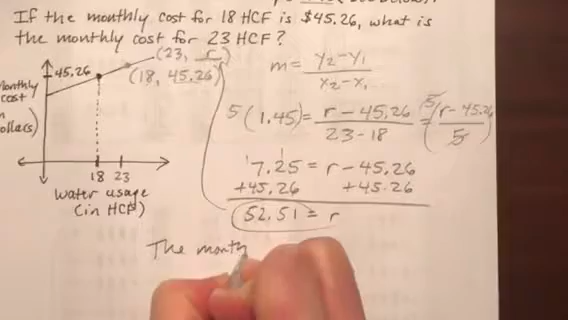 If the monthly cost for 18 HCF is $45.26, what is
the monthly cost for 23 HCF?
(23, r)
45.26
(18, 45.26)
Monthly
cost
ollars)
18 23
water usage
(in HCF)
m = y₂-y₁ / x₂-x₁
5(1.45) = r - 45.26 / 23-18 = (5)(r - 45.26 / 5)
7.25 = r - 45.26
+45.26 +45.26
52.51 = r
The month